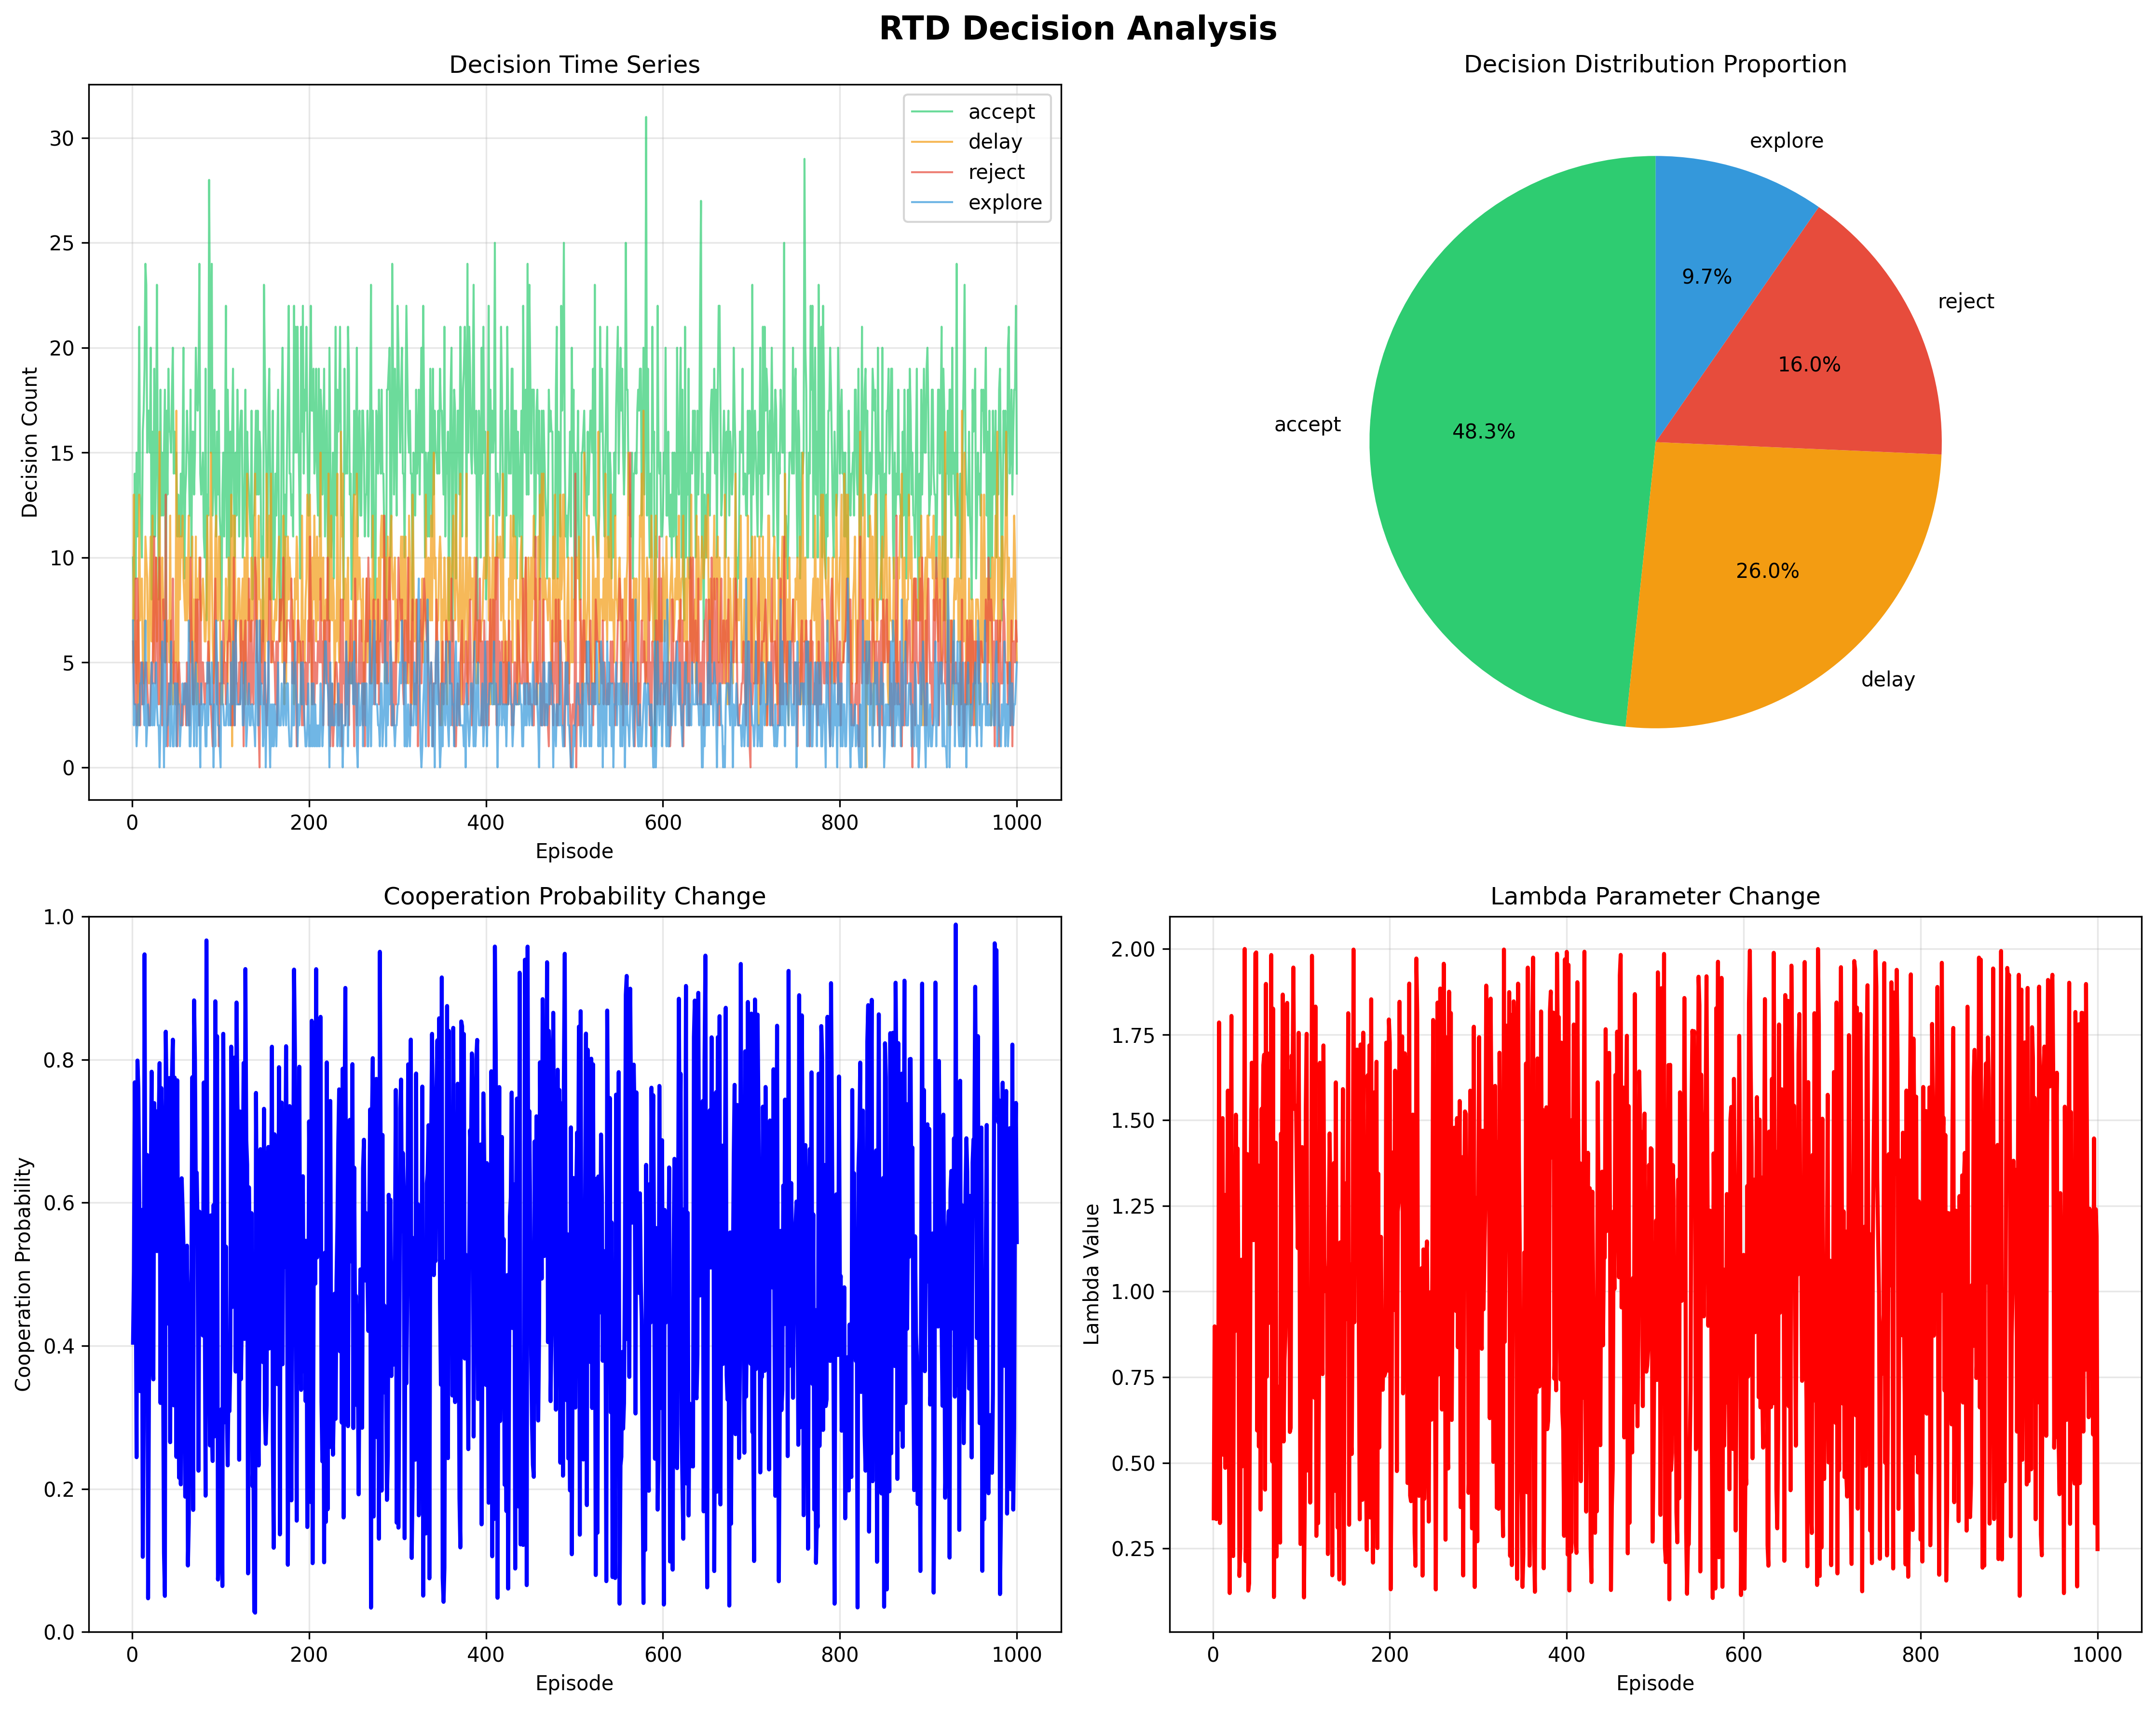 RTD Decision Analysis
Decision Time Series
30
25
20
15
10
5
0
Decision Count
accept
delay
reject
explore
0 200 400 600 800 1000
Episode
Decision Distribution Proportion
explore
9.7%
reject
16.0%
accept
48.3%
26.0%
delay
Cooperation Probability Change
1.0
0.8
0.6
0.4
0.2
0.0
Cooperation Probability
0 200 400 600 800 1000
Episode
Lambda Parameter Change
2.00
1.75
1.50
1.25
1.00
0.75
0.50
0.25
Lambda Value
0 200 400 600 800 1000
Episode